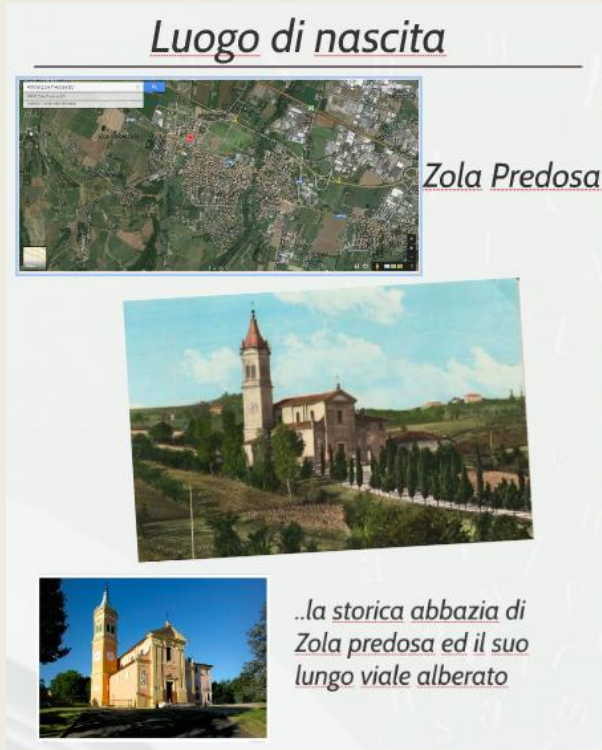 Luogo di nascita
Zola Predosa
..la storica abbazia di
Zola predosa ed il suo
lungo viale alberato